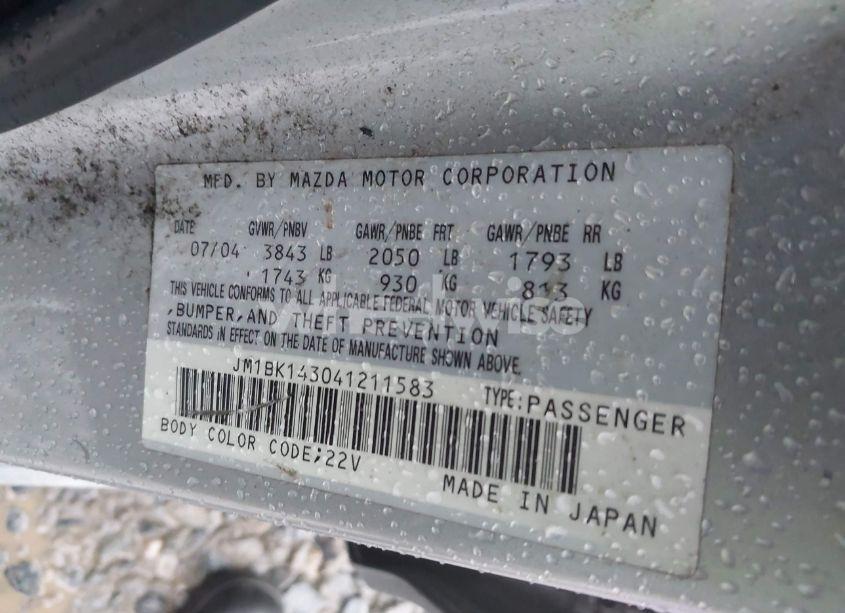 MFD. BY MAZDA MOTOR CORPORATION
DATE GVWR/PNBV GAWR/PNBE FRT GAWR/PNBE RR
07/04 3843 LB 2050 LB 1793 LB
1743 KG 930 KG 813 KG
THIS VEHICLE CONFORMS TO ALL APPLICABLE FEDERAL MOTOR VEHICLE SAFETY
,BUMPER,AND THEFT PREVENTION
STANDARDS IN EFFECT ON THE DATE OF MANUFACTURE SHOWN ABOVE.
JM1BK143041211583 TYPE:PASSENGER
BODY COLOR CODE;22V
MADE IN JAPAN